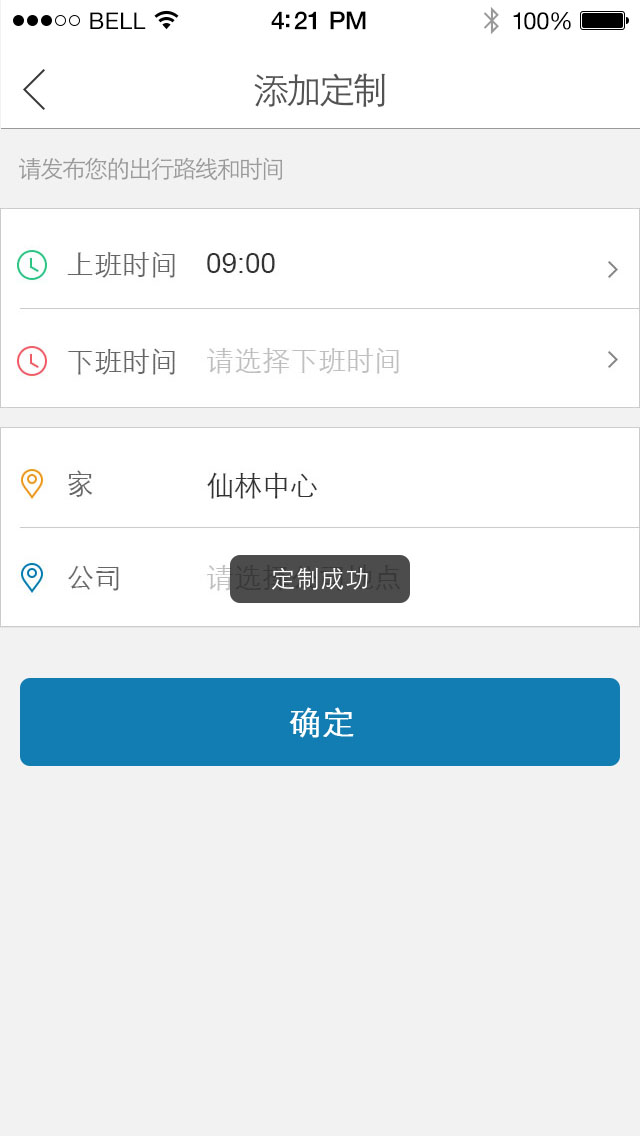 BELL 4:21 PM 100%
添加定制
请发布您的出行路线和时间
上班时间 09:00
下班时间 请选择下班时间
家 仙林中心
公司 请选择 地点
定制成功
确定